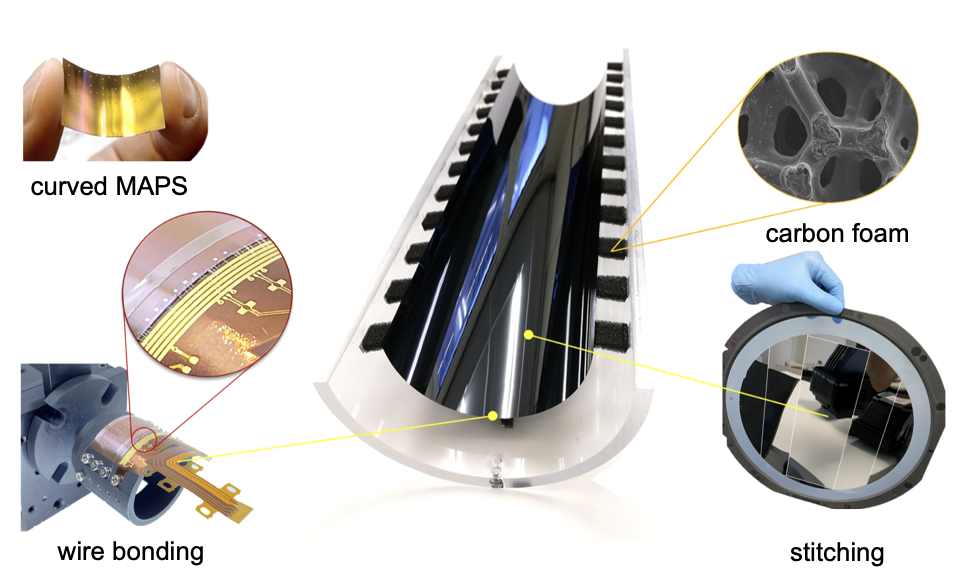 curved MAPS
carbon foam
wire bonding
stitching